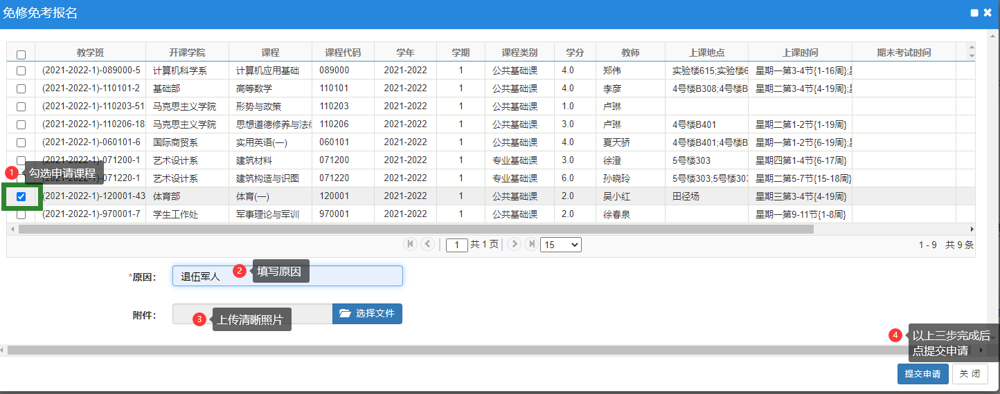 免修免考报名
教学班 开课学院 课程 课程代码 学年 学期 课程类别 学分 教师 上课地点 上课时间 期末考试时间
(2021-2022-1)-089000-5 计算机科学系 计算机应用基础 089000 2021-2022 1 公共基础课 4.0 郑伟 实验楼615;实验楼6 星期一第3-4节{1-16周};
(2021-2022-1)-110101-2 基础部 高等数学 110101 2021-2022 1 公共基础课 4.0 李彦 4号楼B308;4号楼B 星期二第3-4节{4-19周};
(2021-2022-1)-110203-51 马克思主义学院 形势与政策 110203 2021-2022 1 公共基础课 1.0 卢琳
(2021-2022-1)-110206-18 马克思主义学院 思想道德修养与法律 110206 2021-2022 1 公共基础课 3.0 卢琳 4号楼B401 星期二第1-2节{1-19周}
(2021-2022-1)-060101-6 国际商贸系 实用英语(一) 060101 2021-2022 1 公共基础课 4.0 夏天骄 4号楼B401;4号楼B 星期一第1-2节{6-19周};
(2021-2022-1)-071200-1 艺术设计系 建筑材料 071200 2021-2022 1 专业基础课 3.0 徐澄 5号楼303 星期四第1-4节{6-17周}
1 勾选申请课程
-2022-1)-071220-1 艺术设计系 建筑构造与识图 071220 2021-2022 1 专业基础课 6.0 孙晓玲 5号楼303;5号楼303 星期二第5-7节{15-18周}
(2021-2022-1)-120001-43 体育部 体育(一) 120001 2021-2022 1 公共基础课 2.0 吴小红 田径场 星期三第3-4节{4-19周}
(2021-2022-1)-970001-7 学生工作处 军事理论与军训 970001 2021-2022 1 公共基础课 2.0 徐春泉 星期一第9-11节{1-8周}
1 共 1 页 15 1 - 9 共 9 条
*原因: 退伍军人 2 填写原因
附件: 3 上传清晰照片 选择文件
4 以上三步完成后
点提交申请
提交申请 关 闭